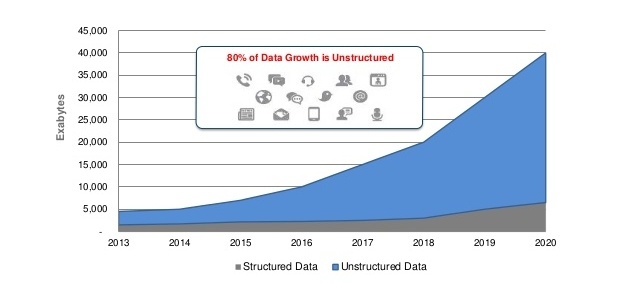 80% of Data Growth is Unstructured
Exabytes
45,000
40,000
35,000
30,000
25,000
20,000
15,000
10,000
5,000
-
2013 2014 2015 2016 2017 2018 2019 2020
Structured Data Unstructured Data